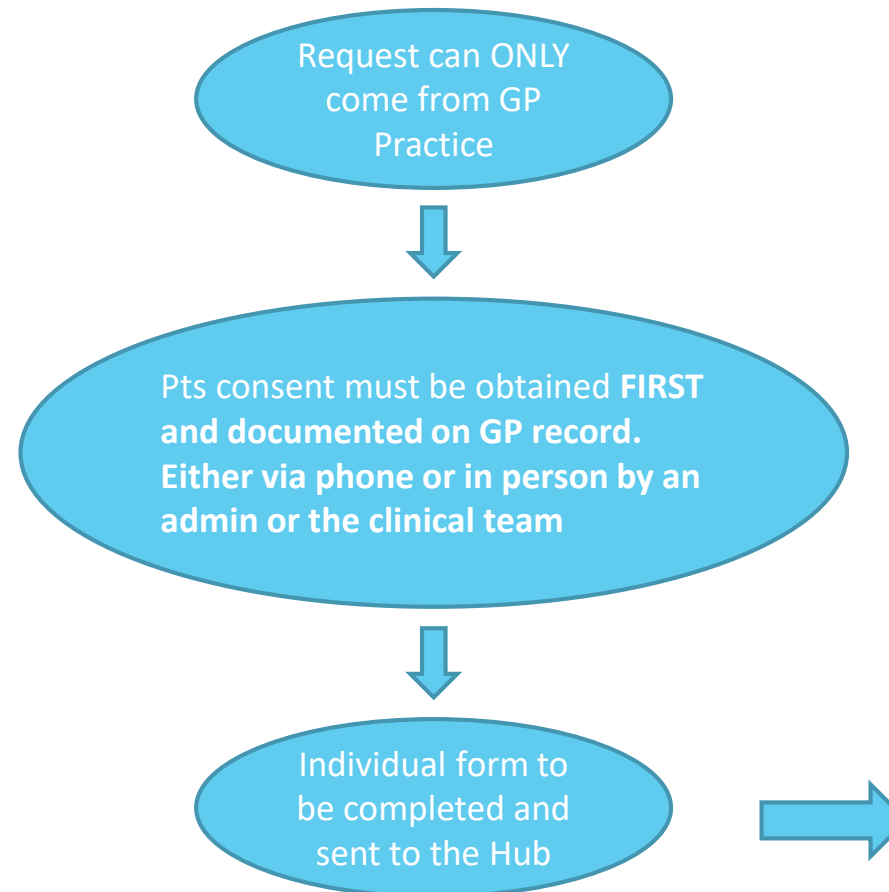 Request can ONLY
come from GP
Practice
Pts consent must be obtained FIRST
and documented on GP record.
Either via phone or in person by an
admin or the clinical team
Individual form to
be completed and
sent to the Hub